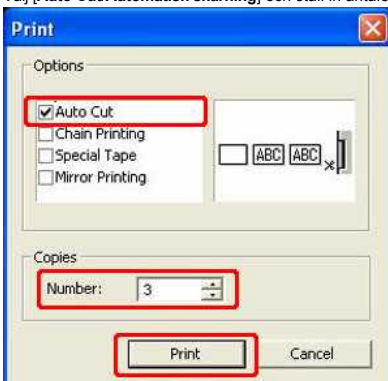 Print
Options
Auto Cut
Chain Printing
Special Tape
Mirror Printing
ABC ABC
Copies
Number: 3
Print Cancel